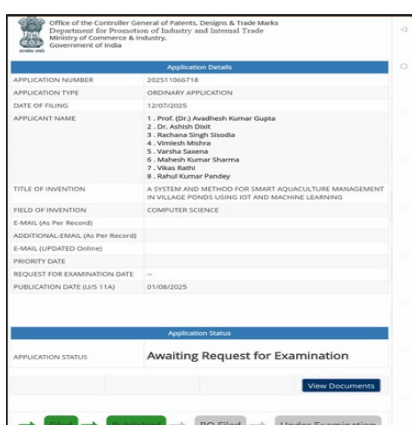 Office of the Controller General of Patents, Designs & Trade Marks
Department for Promotion of Industry and Internal Trade
Ministry of Commerce & Industry,
Government of India
Application Details
APPLICATION NUMBER 202511066718
APPLICATION TYPE ORDINARY APPLICATION
DATE OF FILING 12/07/2025
APPLICANT NAME 1 . Prof. (Dr.) Avadhesh Kumar Gupta
2 . Dr. Ashish Dixit
3 . Rachana Singh Sisodia
4 . Vimlesh Mishra
5 . Varsha Saxena
6 . Mahesh Kumar Sharma
7 . Vikas Rathi
8 . Rahul Kumar Pandey
TITLE OF INVENTION A SYSTEM AND METHOD FOR SMART AQUACULTURE MANAGEMENT
IN VILLAGE PONDS USING IOT AND MACHINE LEARNING
FIELD OF INVENTION COMPUTER SCIENCE
E-MAIL (As Per Record)
ADDITIONAL-EMAIL (As Per Record)
E-MAIL (UPDATED Online)
PRIORITY DATE
REQUEST FOR EXAMINATION DATE --
PUBLICATION DATE (U/S 11A) 01/08/2025
Application Status
APPLICATION STATUS Awaiting Request for Examination
View Documents
Filed Published RQ Filed Under Examination